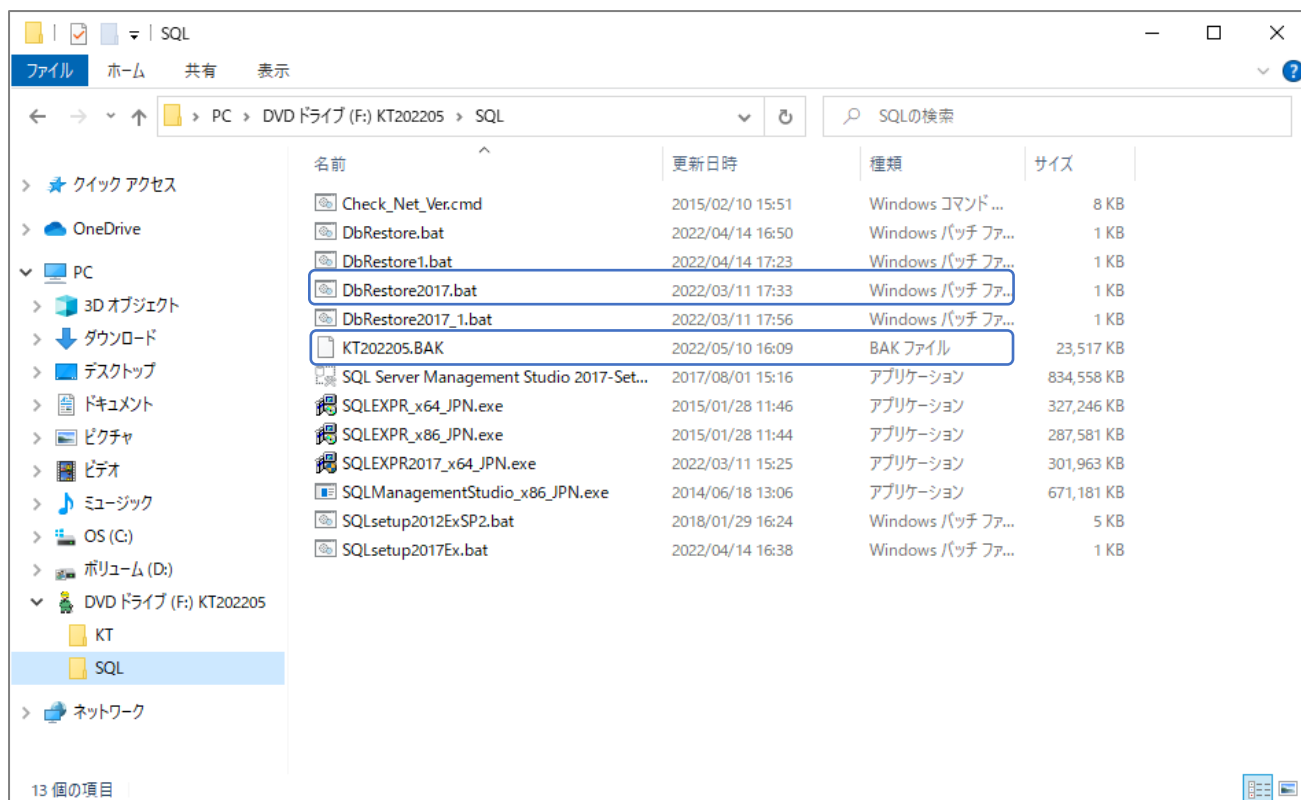 SQL
ファイル ホーム 共有 表示
PC > DVD ドライブ (F:) KT202205 > SQL SQLの検索
名前 更新日時 種類 サイズ
クイック アクセス
OneDrive
PC
3D オブジェクト
ダウンロード
デスクトップ
ドキュメント
ピクチャ
ビデオ
ミュージック
OS (C:)
ボリューム (D:)
DVD ドライブ (F:) KT202205
KT
SQL
ネットワーク
Check_Net_Ver.cmd 2015/02/10 15:51 Windows コマンド ... 8 KB
DbRestore.bat 2022/04/14 16:50 Windows バッチ ファ... 1 KB
DbRestore1.bat 2022/04/14 17:23 Windows バッチ ファ... 1 KB
DbRestore2017.bat 2022/03/11 17:33 Windows バッチ ファ... 1 KB
DbRestore2017_1.bat 2022/03/11 17:56 Windows バッチ ファ... 1 KB
KT202205.BAK 2022/05/10 16:09 BAK ファイル 23,517 KB
SQL Server Management Studio 2017-Set... 2017/08/01 15:16 アプリケーション 834,558 KB
SQLEXPR_x64_JPN.exe 2015/01/28 11:46 アプリケーション 327,246 KB
SQLEXPR_x86_JPN.exe 2015/01/28 11:44 アプリケーション 287,581 KB
SQLEXPR2017_x64_JPN.exe 2022/03/11 15:25 アプリケーション 301,963 KB
SQLManagementStudio_x86_JPN.exe 2014/06/18 13:06 アプリケーション 671,181 KB
SQLsetup2012ExSP2.bat 2018/01/29 16:24 Windows バッチ ファ... 5 KB
SQLsetup2017Ex.bat 2022/04/14 16:38 Windows バッチ ファ... 1 KB
13 個の項目